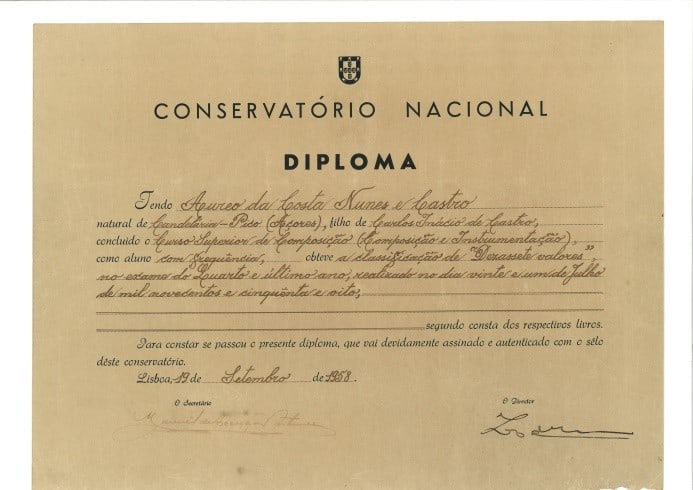 CONSERVATÓRIO NACIONAL
DIPLOMA
Tendo Aureo da Costa Nunes e Castro
natural de Candelária-Pico (Açores), filho de Carlos Inácio de Castro,
concluído o Curso Superior de Composição (Composição e Instrumentação),
como aluno com freqüência, obteve a classificação de "Dezassete valores",
no exame do Quarto e último ano, realizado no dia vinte e um de Julho
de mil novecentos e cinqüenta e oito,
segundo consta dos respectivos livros.
Para constar se passou o presente diploma, que vai devidamente assinado e autenticado com o sêlo
dêste conservatório.
Lisboa, 19 de Setembro de 1958.
O Secretário
O Director